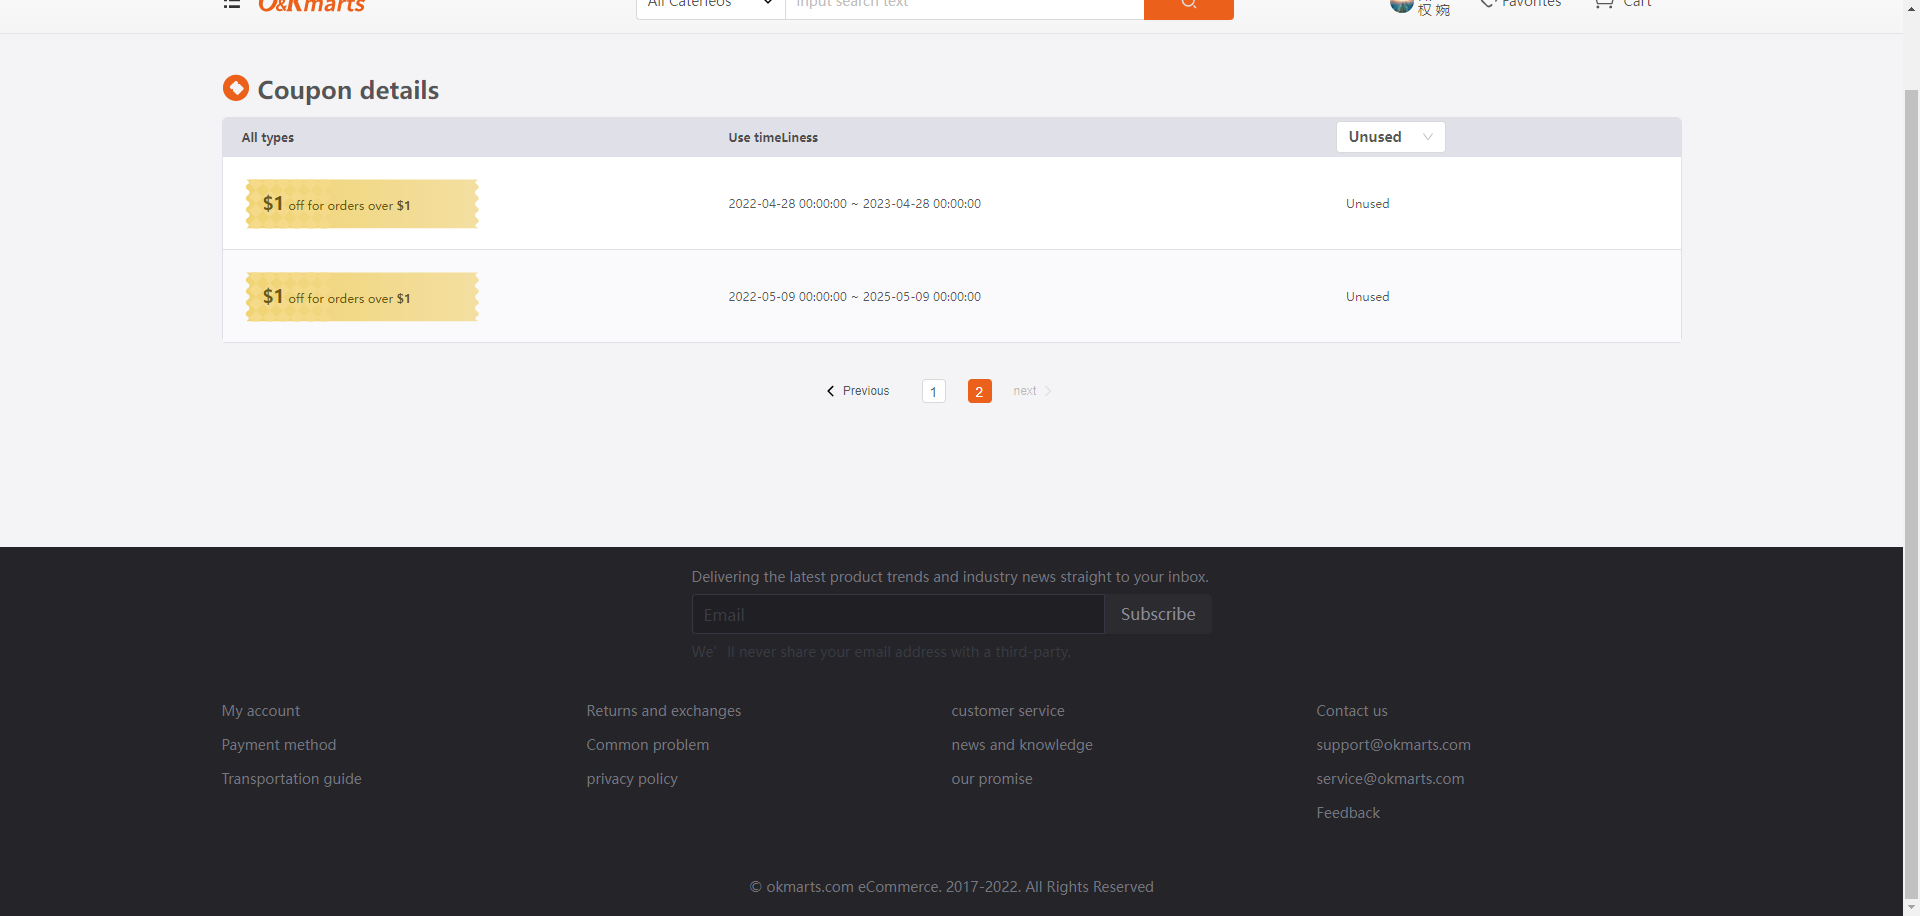 O&Kmarts
All Cateńeos
Input search text
权 婉
Favorites
Cart
Coupon details
All types
Use timeLiness
Unused
$1 off for orders over $1
2022-04-28 00:00:00 ~ 2023-04-28 00:00:00
Unused
$1 off for orders over $1
2022-05-09 00:00:00 ~ 2025-05-09 00:00:00
Unused
Previous
1
2
next
Delivering the latest product trends and industry news straight to your inbox.
Email
Subscribe
We' ll never share your email address with a third-party.
My account
Returns and exchanges
customer service
Contact us
Payment method
Common problem
news and knowledge
support@okmarts.com
Transportation guide
privacy policy
our promise
service@okmarts.com
Feedback
© okmarts.com eCommerce. 2017-2022. All Rights Reserved